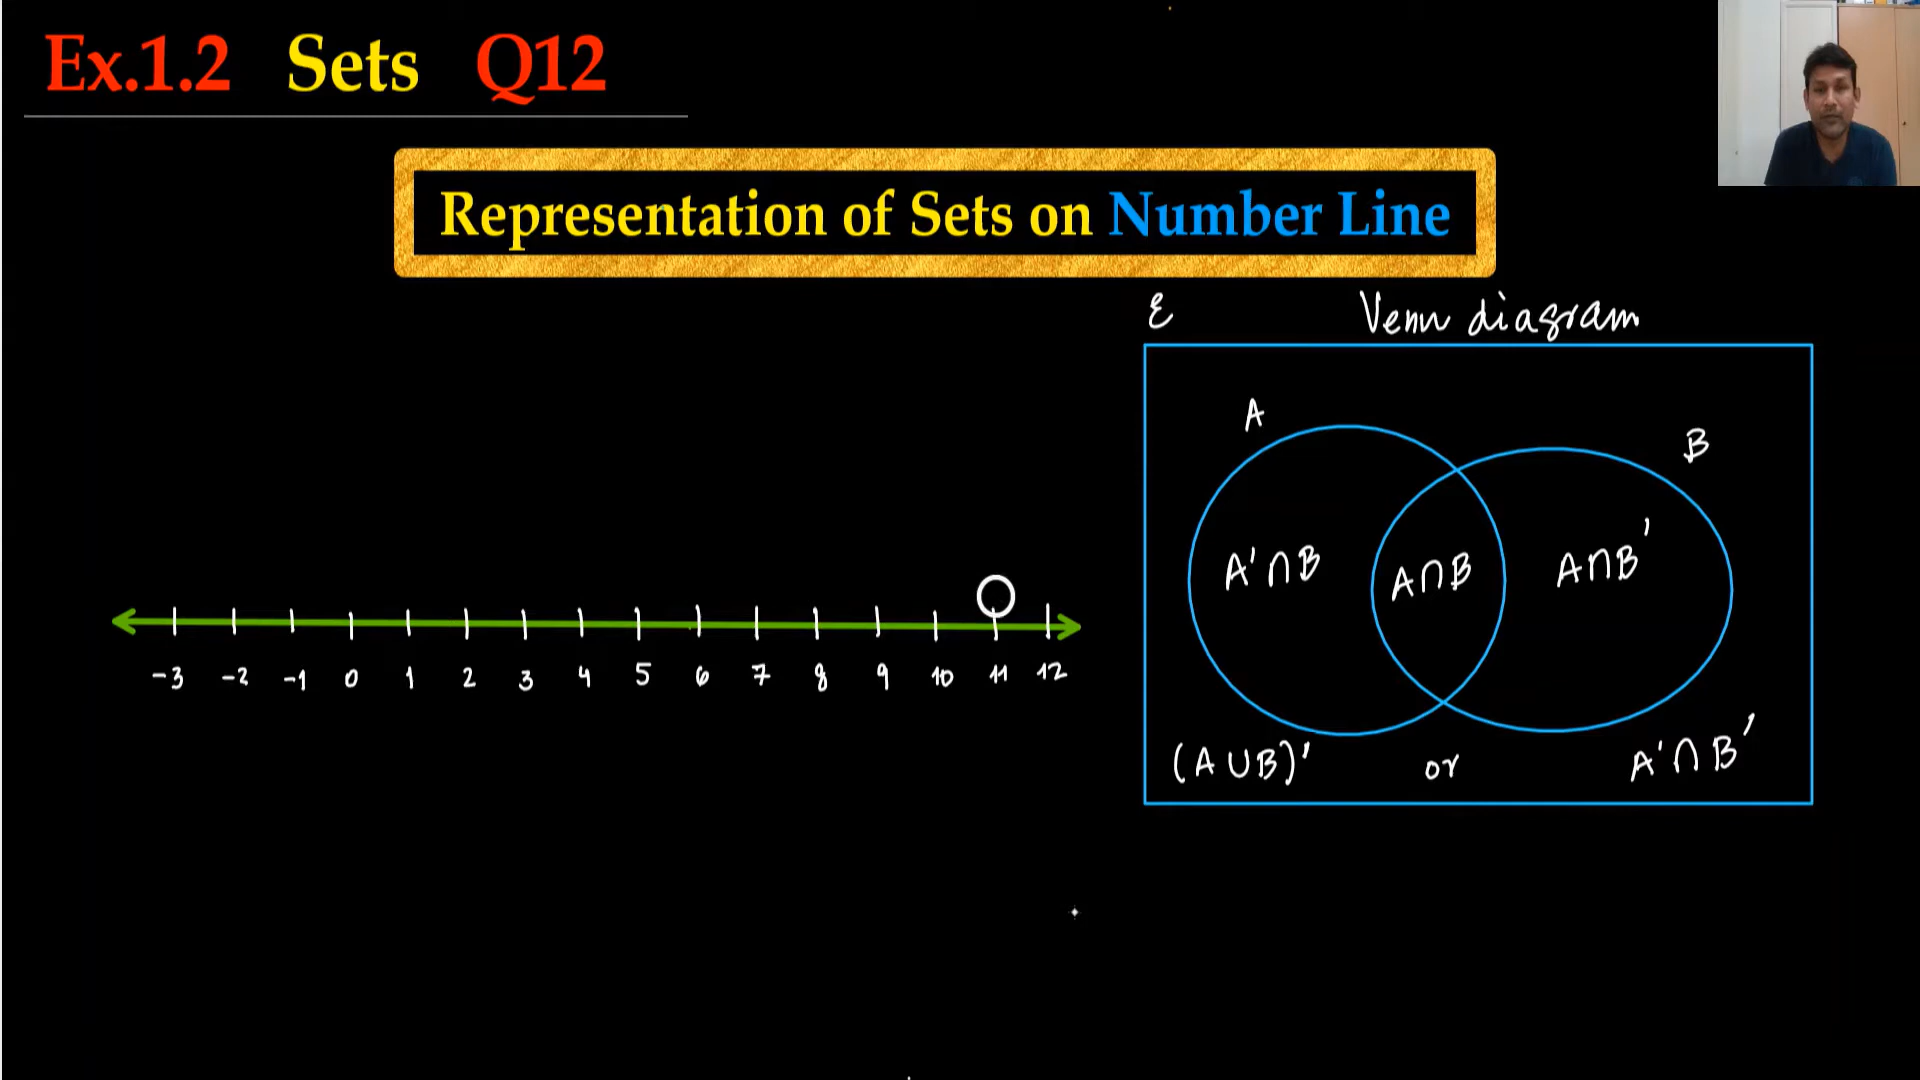 Ex.1.2 Sets Q12
Representation of Sets on Number Line
ℰ Venn diagram
A
B
A'∩B A∩B A∩B'
-3 -2 -1 0 1 2 3 4 5 6 7 8 9 10 11 12
(A∪B)' or A'∩B'